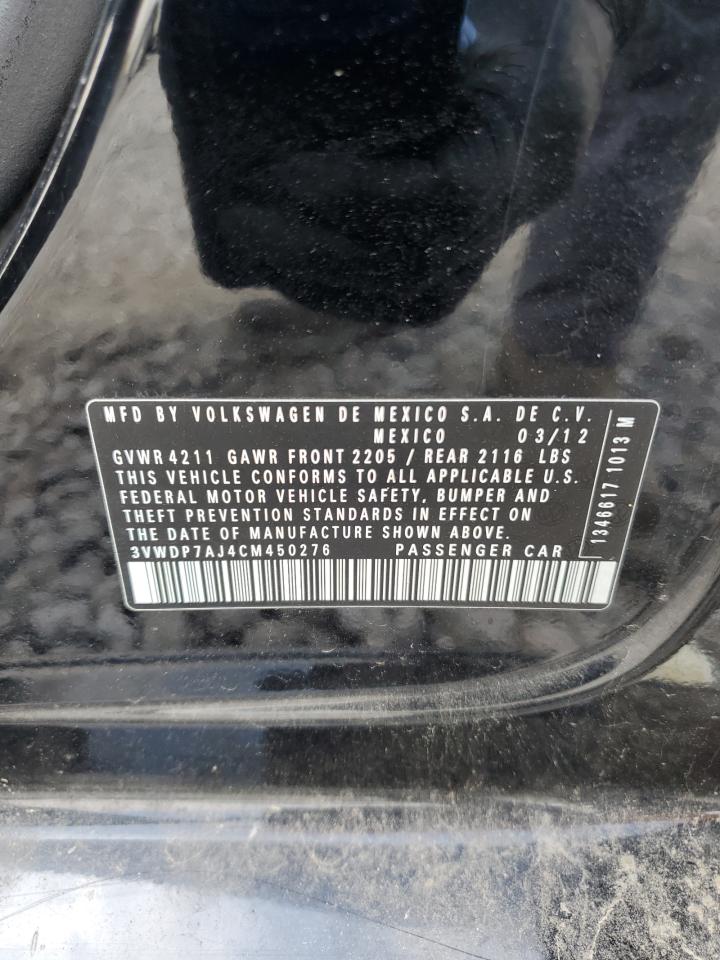 MFD BY VOLKSWAGEN DE MEXICO S.A. DE C.V.
MEXICO 03/12
GVWR 4211 GAWR FRONT 2205 / REAR 2116 LBS
THIS VEHICLE CONFORMS TO ALL APPLICABLE U.S.
FEDERAL MOTOR VEHICLE SAFETY, BUMPER AND
THEFT PREVENTION STANDARDS IN EFFECT ON
THE DATE OF MANUFACTURE SHOWN ABOVE.
3VWDP7AJ4CM450276 PASSENGER CAR
1346617 1013 M